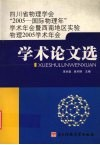 四川省物理学会
“2005—国际物理年”
学术年会暨西南地区实验
物理2005学术年会
学术论文选
XUESHULUNWENXUAN